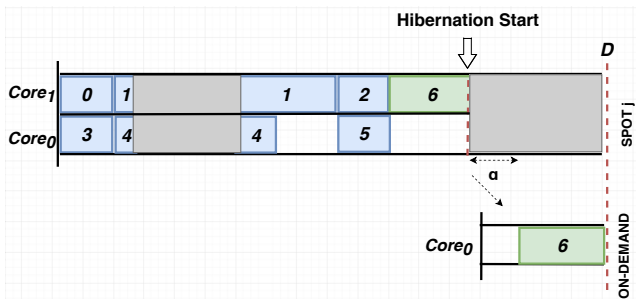 Hibernation Start
D
Core1 0 1 1 2 6
Core0 3 4 4 5
SPOT j
α
Core0 6
ON-DEMAND